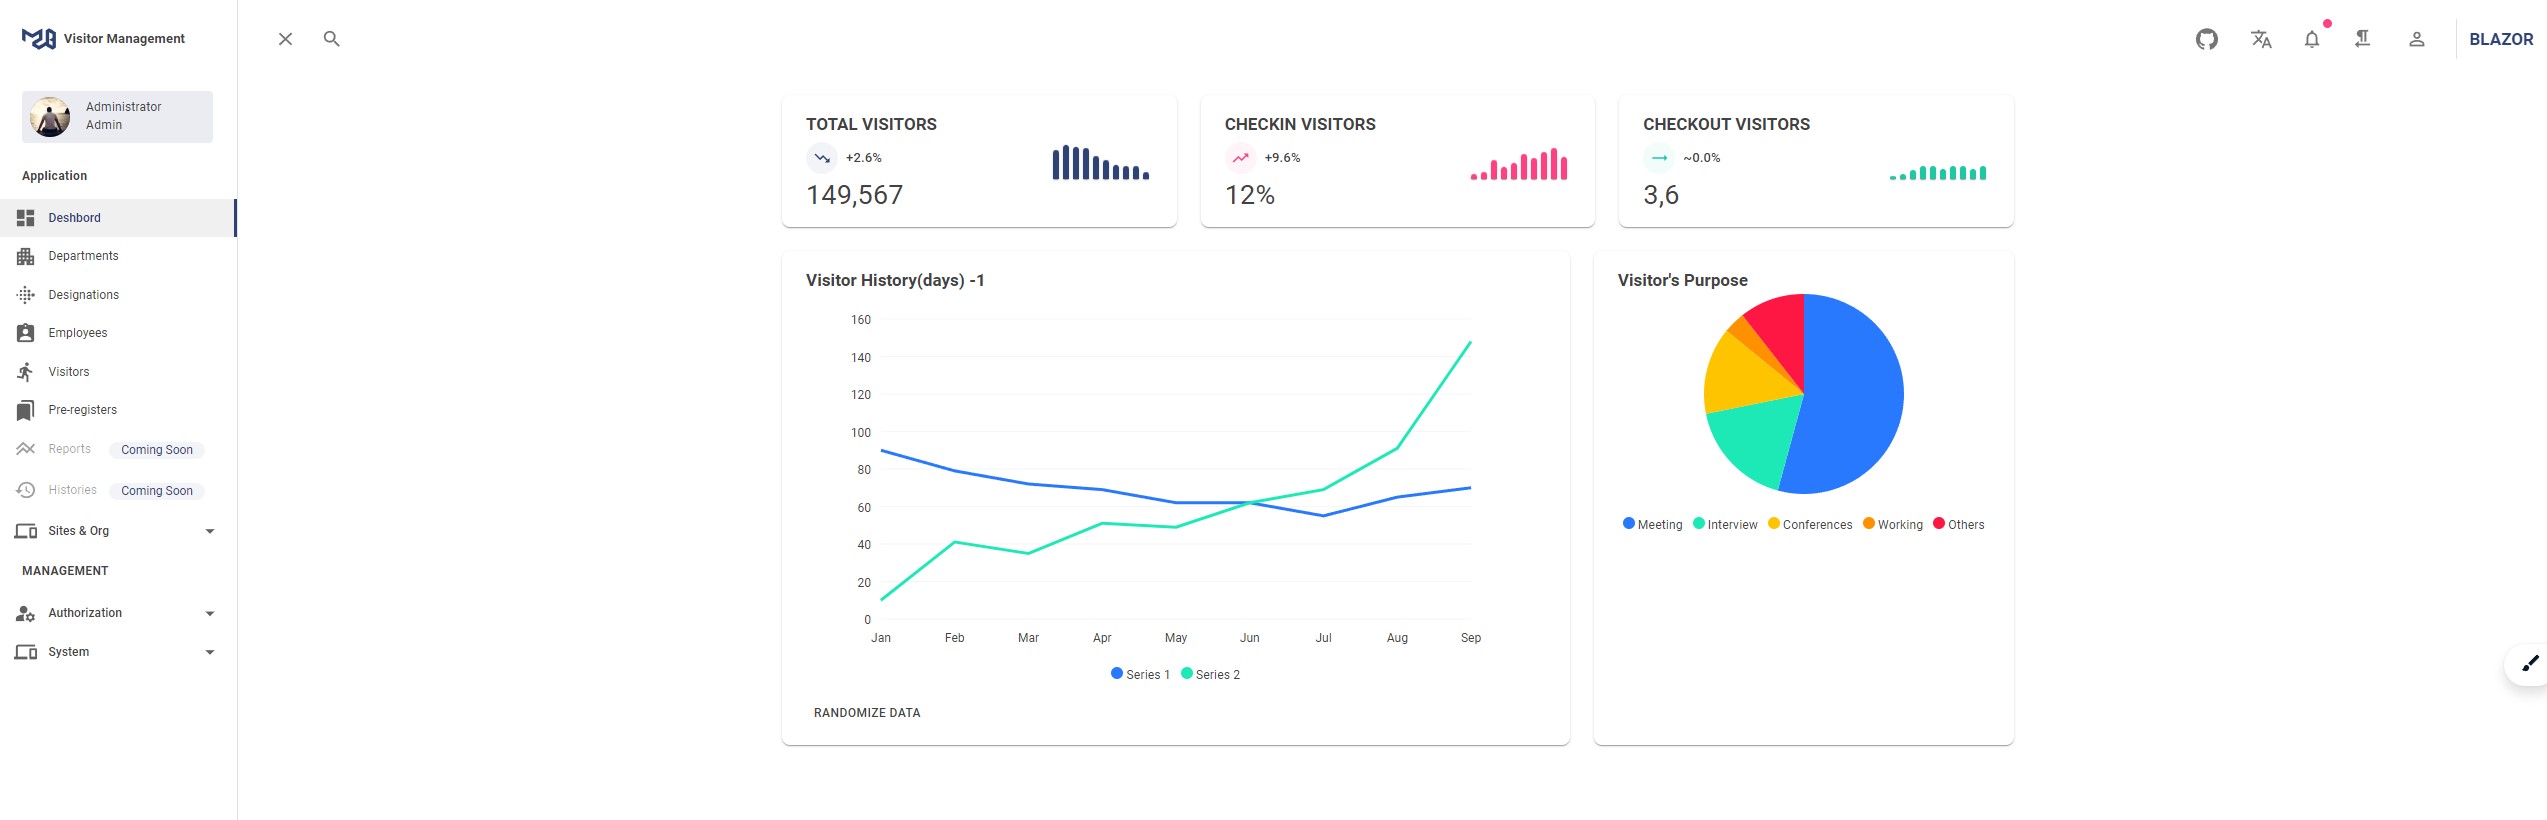 Visitor Management
BLAZOR
Administrator
Admin
Application
Deshbord
Departments
Designations
Employees
Visitors
Pre-registers
Reports Coming Soon
Histories Coming Soon
Sites & Org
MANAGEMENT
Authorization
System
TOTAL VISITORS
+2.6%
149,567
CHECKIN VISITORS
+9.6%
12%
CHECKOUT VISITORS
~0.0%
3,6
Visitor History(days) -1
160
140
120
100
80
60
40
20
0
Jan Feb Mar Apr May Jun Jul Aug Sep
Series 1 Series 2
RANDOMIZE DATA
Visitor's Purpose
Meeting Interview Conferences Working Others